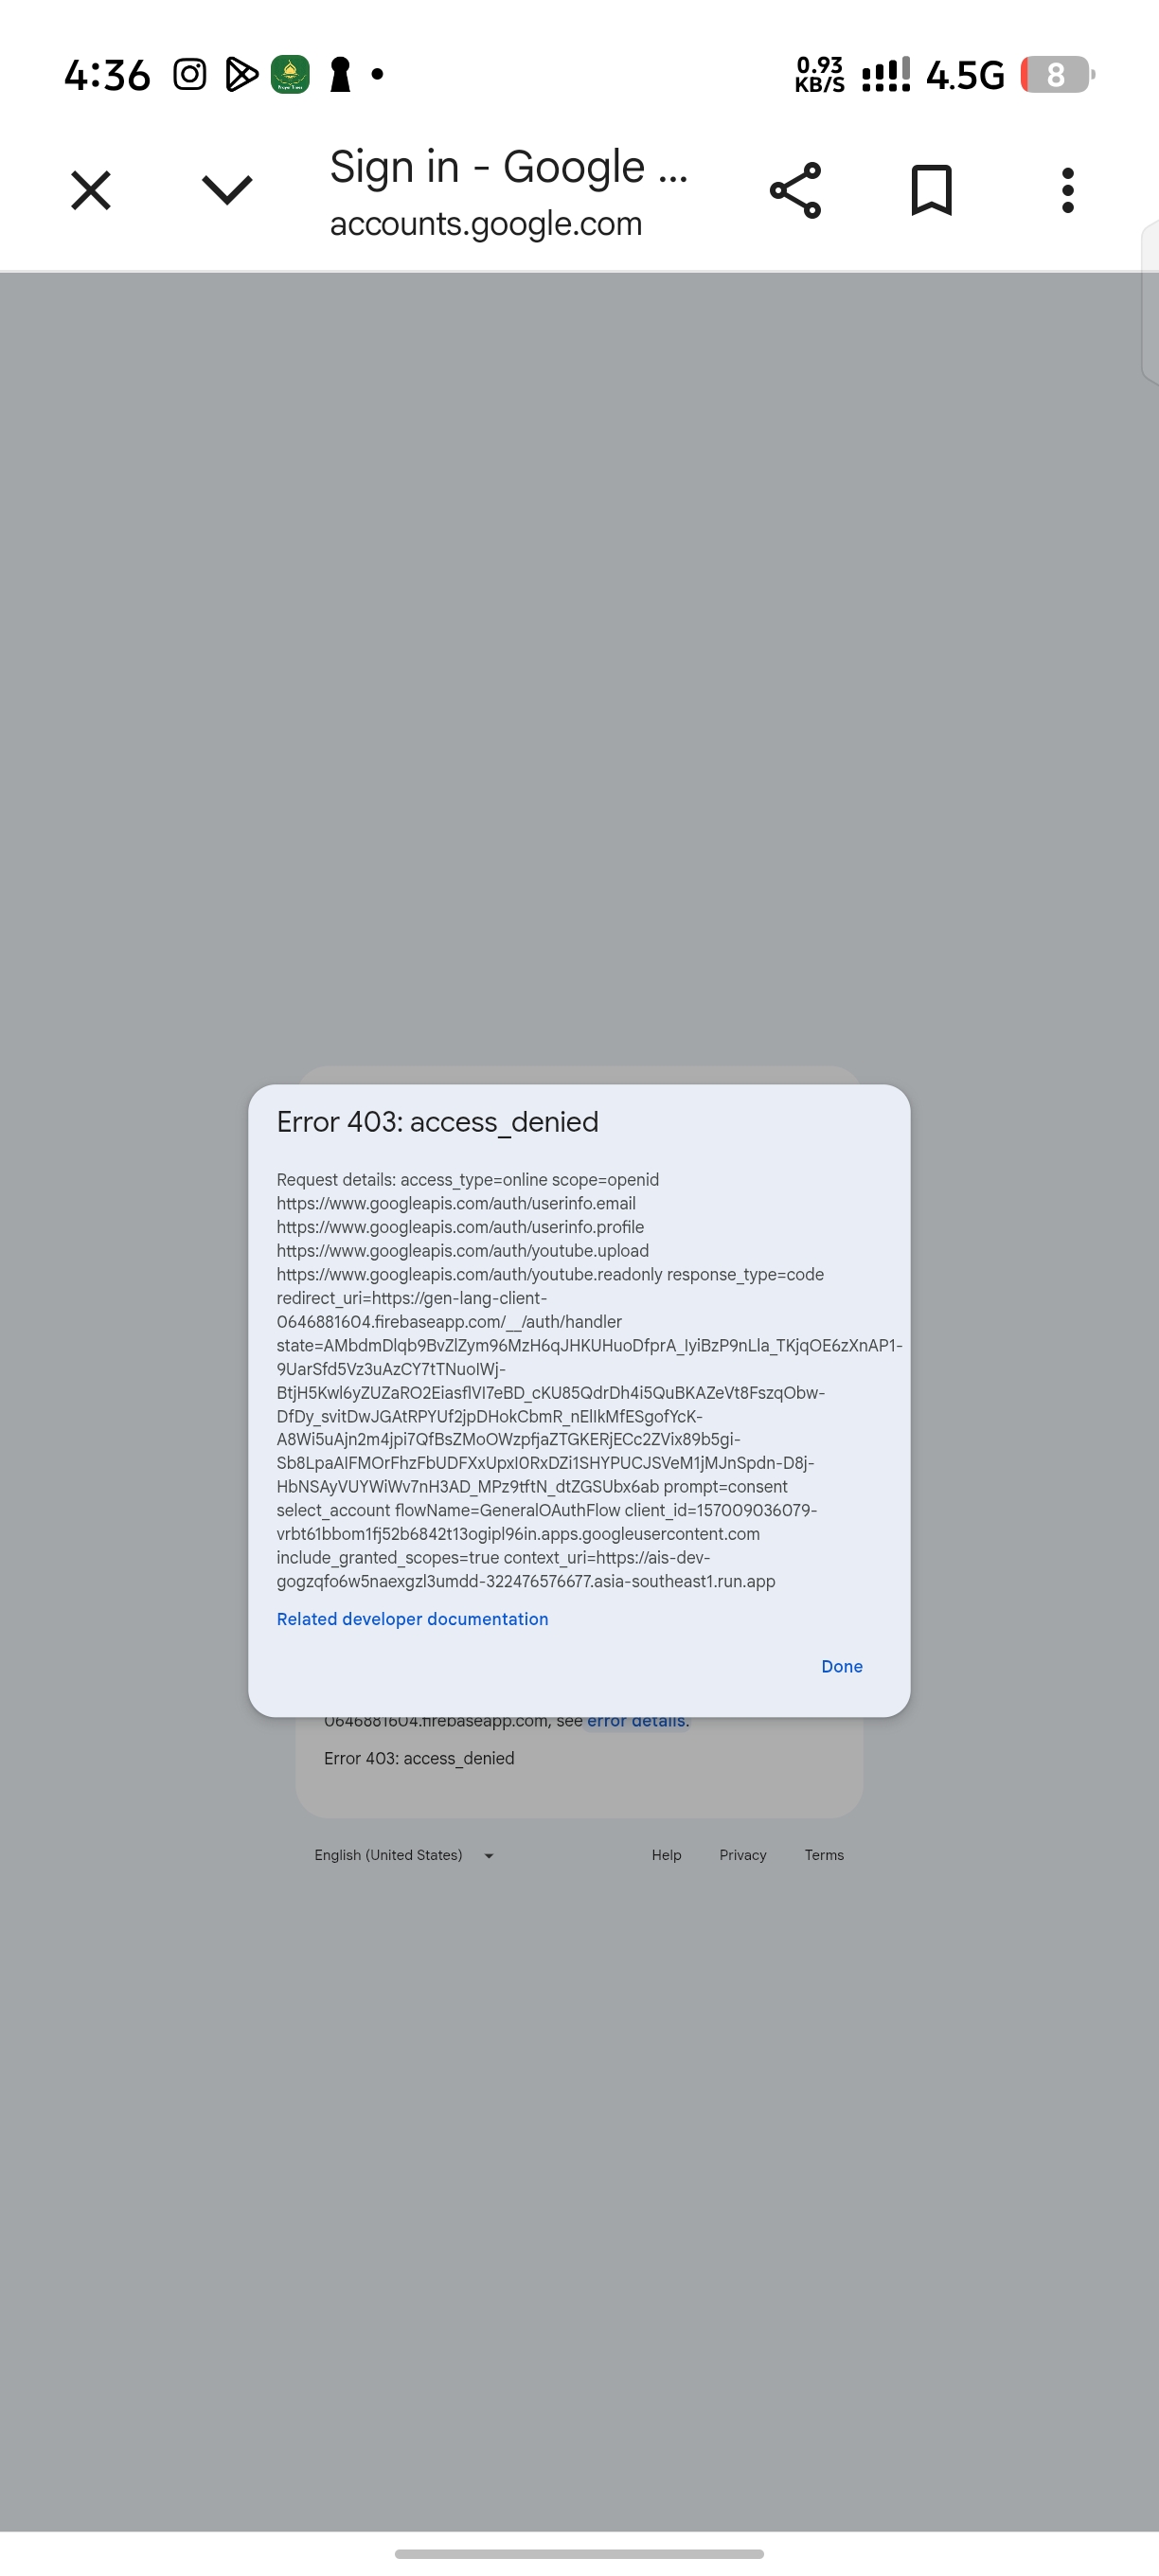 4:36
0.93
KB/S
4.5G
8
Sign in - Google ...
accounts.google.com
Error 403: access_denied
Request details: access_type=online scope=openid
https://www.googleapis.com/auth/userinfo.email
https://www.googleapis.com/auth/userinfo.profile
https://www.googleapis.com/auth/youtube.upload
https://www.googleapis.com/auth/youtube.readonly response_type=code
redirect_uri=https://gen-lang-client-
0646881604.firebaseapp.com/__/auth/handler
state=AMbdmDlqb9BvZlZym96MzH6qJHKUHuoDfprA_IyiBzP9nLla_TKjqOE6zXnAP1-
9UarSfd5Vz3uAzCY7tTNuoIWj-
BtjH5Kwl6yZUZaRO2EiasflVI7eBD_cKU85QdrDh4i5QuBKAZeVt8FszqObw-
DfDy_svitDwJGAtRPYUf2jpDHokCbmR_nEllkMfESgofYcK-
A8Wi5uAjn2m4jpi7QfBsZMoOWzpfjaZTGKERjECc2ZVix89b5gi-
Sb8LpaAIFMOrFhzFbUDFXxUpxI0RxDZi1SHYPUCJSVeM1jMJnSpdn-D8j-
HbNSAyVUYWiWv7nH3AD_MPz9tftN_dtZGSUbx6ab prompt=consent
select_account flowName=GeneralOAuthFlow client_id=157009036079-
vrbt61bbom1fj52b6842t13ogipl96in.apps.googleusercontent.com
include_granted_scopes=true context_uri=https://ais-dev-
gogzqfo6w5naexgzl3umdd-322476576677.asia-southeast1.run.app
Related developer documentation
Done
0646881604.firebaseapp.com, see error details.
Error 403: access_denied
English (United States)
Help
Privacy
Terms